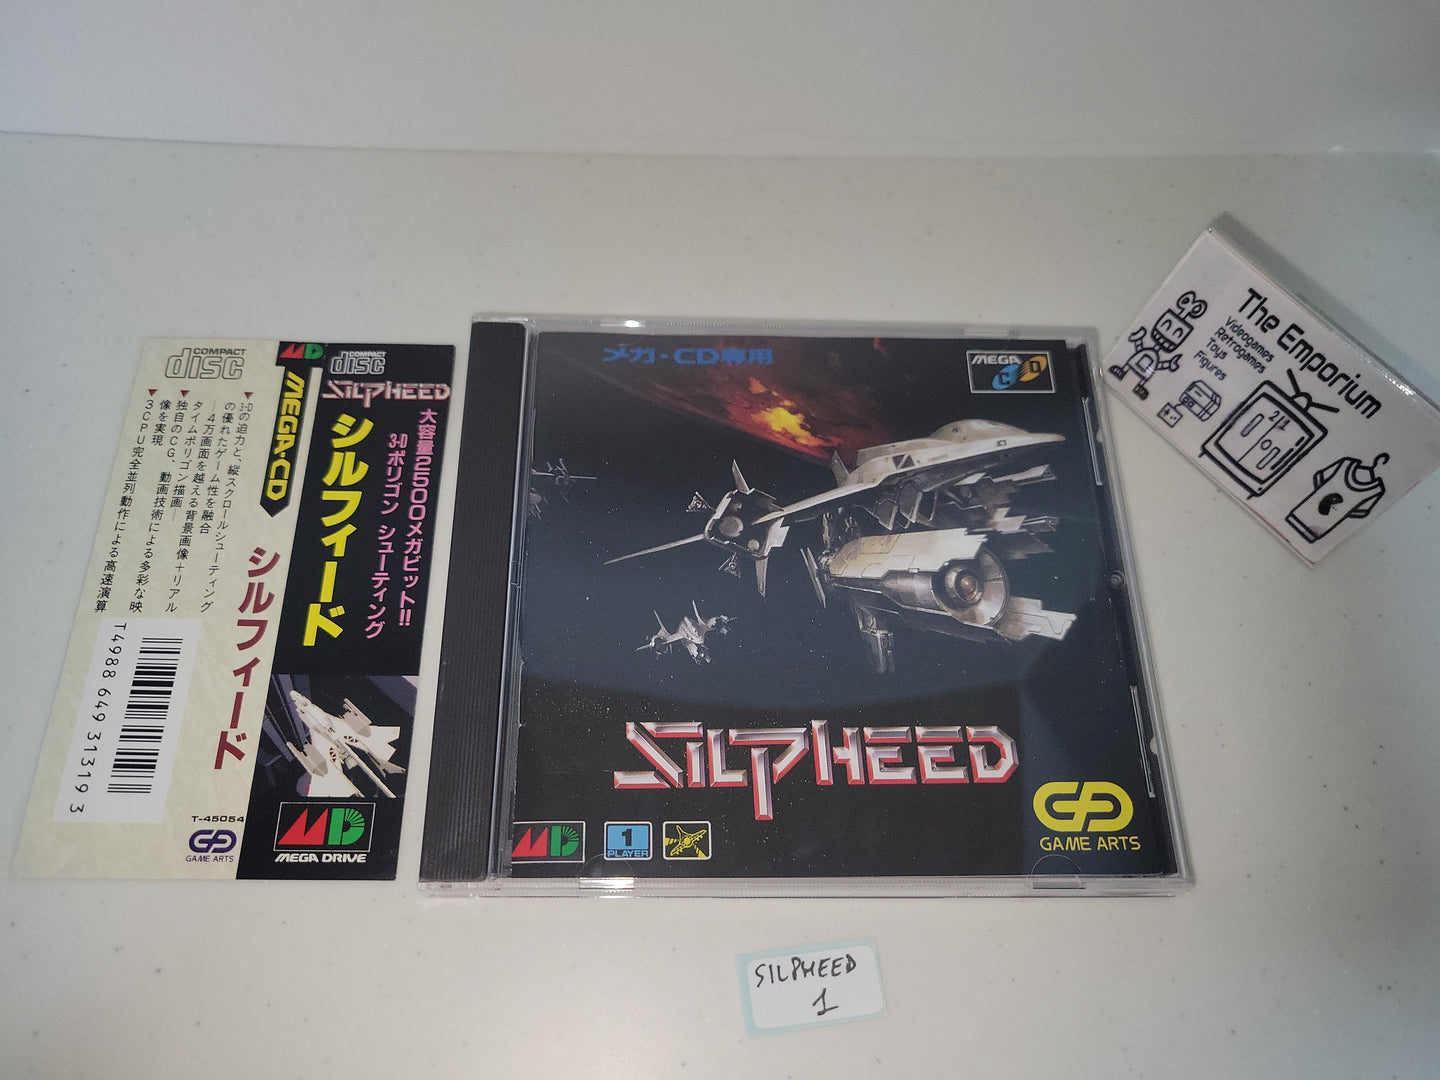 COMPACT
disc
3-Dの迫力と、縦スクロールシューティング
の優れたゲーム性を融合
4万画面を越える背景画像+リアル
タイムポリゴン描画
独自のCG、動画技術による多彩な映
像を実現
3CPU完全並列動作による高速演算
T4988 649 313193
シルフィード
T-45054
GAME ARTS
MD
MEGA-CD
COMPACT
disc
SILPHEED
シルフィード
大容量2500メガビット!!
3-Dポリゴン シューティング
MD
MEGA DRIVE
メガ・CD専用
MEGA
CD
SILPHEED
MD
1
PLAYER
GAME ARTS
The Emporium
Videogames
Retrogames
Toys
Figures
SILPHEED
1